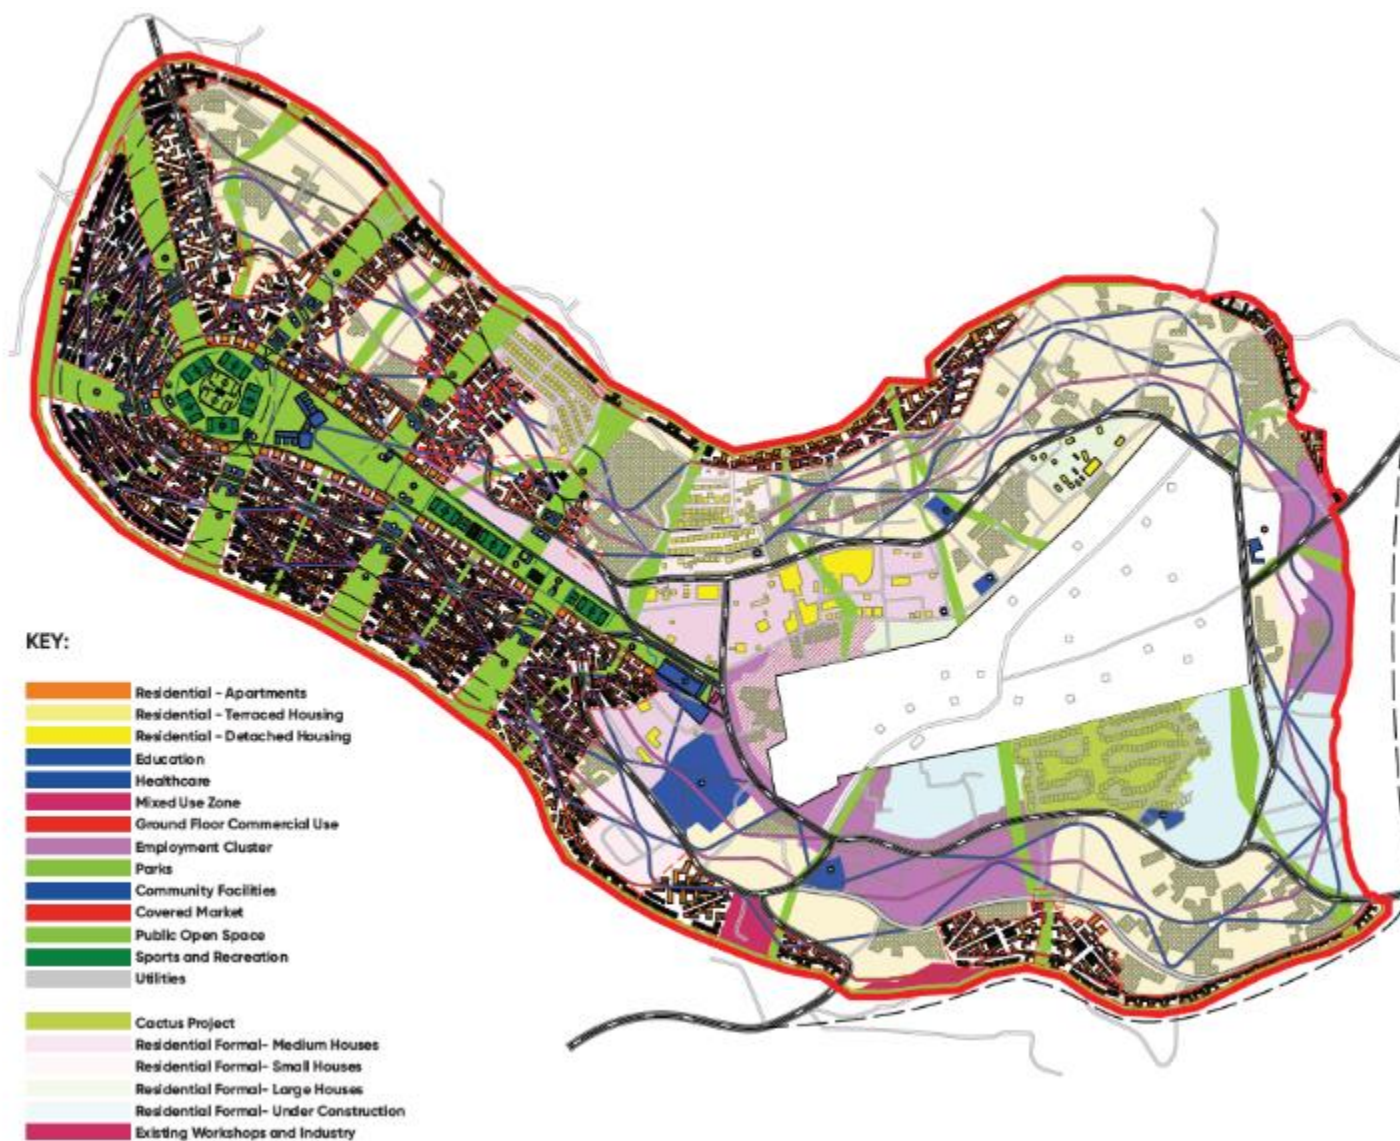 KEY:
Residential - Apartments
Residential - Terraced Housing
Residential - Detached Housing
Education
Healthcare
Mixed Use Zone
Ground Floor Commercial Use
Employment Cluster
Parks
Community Facilities
Covered Market
Public Open Space
Sports and Recreation
Utilities
Cactus Project
Residential Formal- Medium Houses
Residential Formal- Small Houses
Residential Formal- Large Houses
Residential Formal- Under Construction
Existing Workshops and Industry